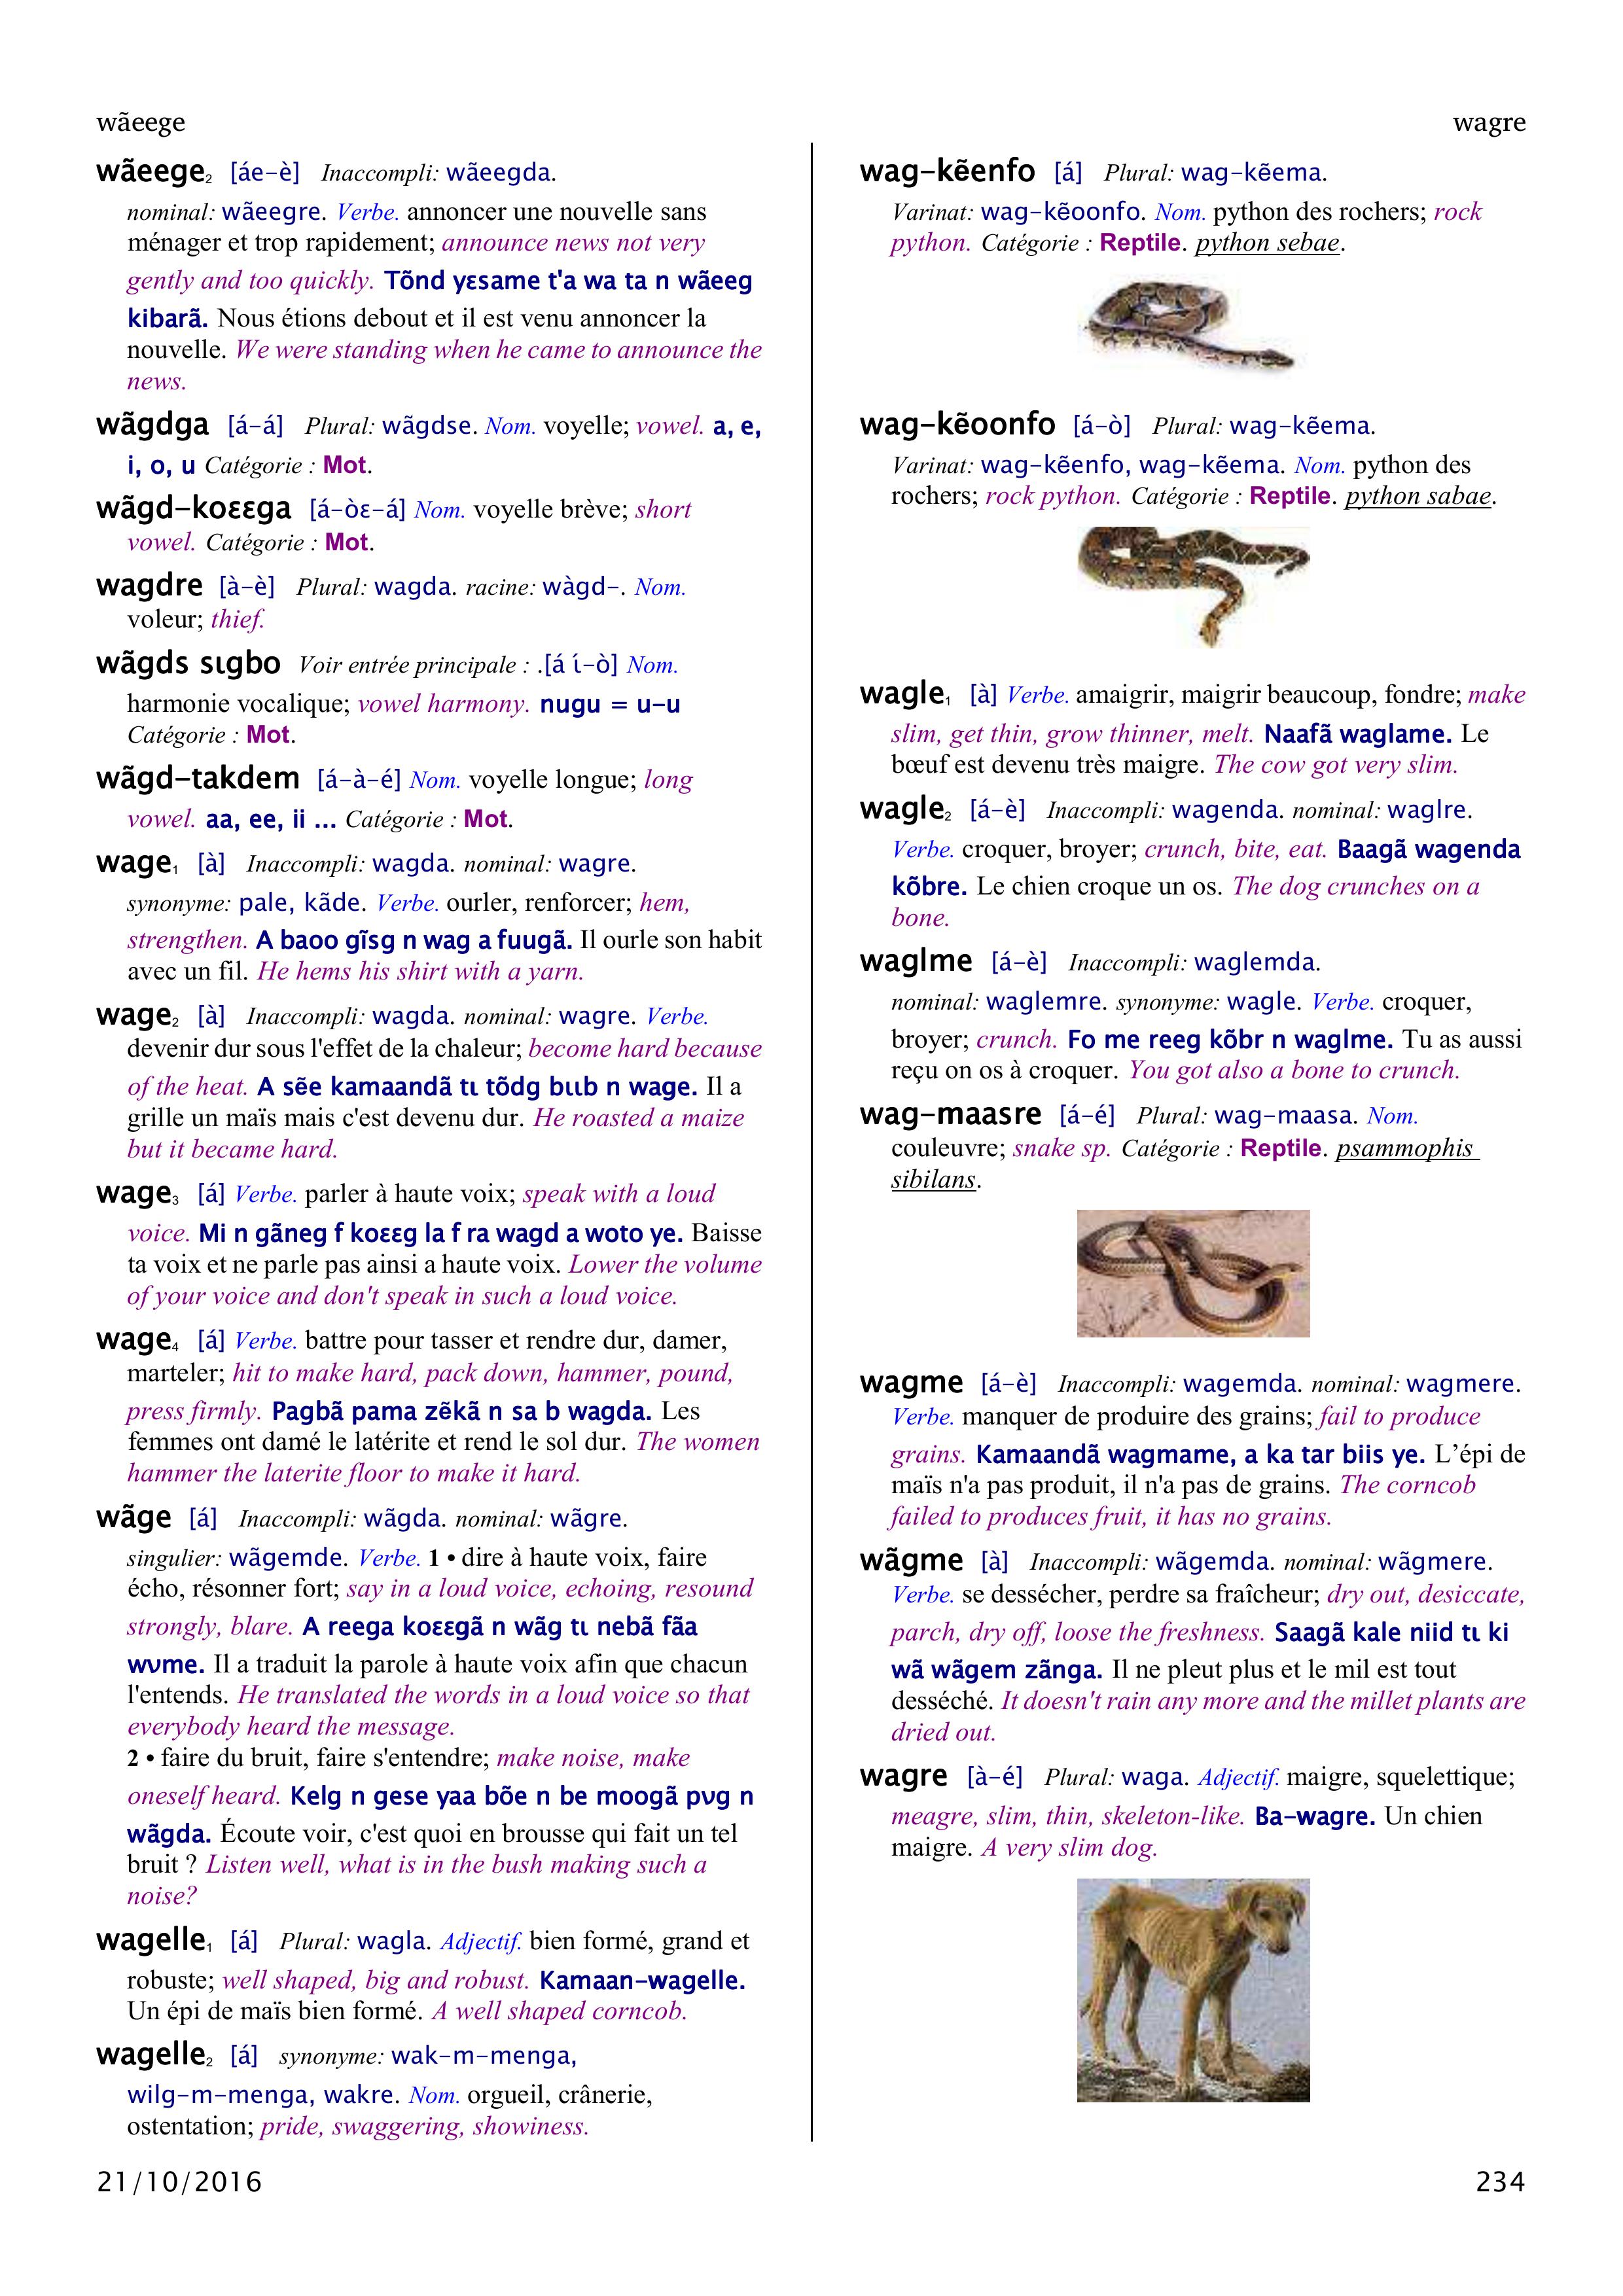 wãeege
wagre
wãeege₂ [áe–è] Inaccompli: wãeegda.
nominal: wãeegre. Verbe. annoncer une nouvelle sans
ménager et trop rapidement; announce news not very
gently and too quickly. Tõnd yɛsame t'a wa ta n wãeeg
kibarã. Nous étions debout et il est venu annoncer la
nouvelle. We were standing when he came to announce the
news.
wãgdga [á–á] Plural: wãgdse. Nom. voyelle; vowel. a, e,
i, o, u Catégorie : Mot.
wãgd–koɛɛga [á–òɛ–á] Nom. voyelle brève; short
vowel. Catégorie : Mot.
wagdre [à–è] Plural: wagda. racine: wàgd–. Nom.
voleur; thief.
wãgds sɩgbo Voir entrée principale : .[á ɩ́–ò] Nom.
harmonie vocalique; vowel harmony. nugu = u–u
Catégorie : Mot.
wãgd–takdem [á–à–é] Nom. voyelle longue; long
vowel. aa, ee, ii ... Catégorie : Mot.
wage₁ [à] Inaccompli: wagda. nominal: wagre.
synonyme: pale, kãde. Verbe. ourler, renforcer; hem,
strengthen. A baoo gĩsg n wag a fuugã. Il ourle son habit
avec un fil. He hems his shirt with a yarn.
wage₂ [à] Inaccompli: wagda. nominal: wagre. Verbe.
devenir dur sous l'effet de la chaleur; become hard because
of the heat. A sẽe kamaandã tɩ tõdg bɩɩb n wage. Il a
grille un maïs mais c'est devenu dur. He roasted a maize
but it became hard.
wage₃ [á] Verbe. parler à haute voix; speak with a loud
voice. Mi n gãneg f koɛɛg la f ra wagd a woto ye. Baisse
ta voix et ne parle pas ainsi a haute voix. Lower the volume
of your voice and don't speak in such a loud voice.
wage₄ [á] Verbe. battre pour tasser et rendre dur, damer,
marteler; hit to make hard, pack down, hammer, pound,
press firmly. Pagbã pama zẽkã n sa b wagda. Les
femmes ont damé le latérite et rend le sol dur. The women
hammer the laterite floor to make it hard.
wãge [á] Inaccompli: wãgda. nominal: wãgre.
singulier: wãgemde. Verbe. 1 • dire à haute voix, faire
écho, résonner fort; say in a loud voice, echoing, resound
strongly, blare. A reega koɛɛgã n wãg tɩ nebã fãa
wʋme. Il a traduit la parole à haute voix afin que chacun
l'entends. He translated the words in a loud voice so that
everybody heard the message.
2 • faire du bruit, faire s'entendre; make noise, make
oneself heard. Kelg n gese yaa bõe n be moogã pʋg n
wãgda. Écoute voir, c'est quoi en brousse qui fait un tel
bruit ? Listen well, what is in the bush making such a
noise?
wagelle₁ [á] Plural: wagla. Adjectif. bien formé, grand et
robuste; well shaped, big and robust. Kamaan–wagelle.
Un épi de maïs bien formé. A well shaped corncob.
wagelle₂ [á] synonyme: wak–m–menga,
wilg–m–menga, wakre. Nom. orgueil, crânerie,
ostentation; pride, swaggering, showiness.
wag–kẽenfo [á] Plural: wag–kẽema.
Varinat: wag–kẽoonfo. Nom. python des rochers; rock
python. Catégorie : Reptile. python sebae.
wag–kẽoonfo [á–ò] Plural: wag–kẽema.
Varinat: wag–kẽenfo, wag–kẽema. Nom. python des
rochers; rock python. Catégorie : Reptile. python sabae.
wagle₁ [à] Verbe. amaigrir, maigrir beaucoup, fondre; make
slim, get thin, grow thinner, melt. Naafã waglame. Le
bœuf est devenu très maigre. The cow got very slim.
wagle₂ [á–è] Inaccompli: wagenda. nominal: waglre.
Verbe. croquer, broyer; crunch, bite, eat. Baagã wagenda
kõbre. Le chien croque un os. The dog crunches on a
bone.
waglme [á–è] Inaccompli: waglemda.
nominal: waglemre. synonyme: wagle. Verbe. croquer,
broyer; crunch. Fo me reeg kõbr n waglme. Tu as aussi
reçu on os à croquer. You got also a bone to crunch.
wag–maasre [á–é] Plural: wag–maasa. Nom.
couleuvre; snake sp. Catégorie : Reptile. psammophis
sibilans.
wagme [á–è] Inaccompli: wagemda. nominal: wagmere.
Verbe. manquer de produire des grains; fail to produce
grains. Kamaandã wagmame, a ka tar biis ye. L’épi de
maïs n'a pas produit, il n'a pas de grains. The corncob
failed to produces fruit, it has no grains.
wãgme [à] Inaccompli: wãgemda. nominal: wãgmere.
Verbe. se dessécher, perdre sa fraîcheur; dry out, desiccate,
parch, dry off, loose the freshness. Saagã kale niid tɩ ki
wã wãgem zãnga. Il ne pleut plus et le mil est tout
desséché. It doesn't rain any more and the millet plants are
dried out.
wagre [à–é] Plural: waga. Adjectif. maigre, squelettique;
meagre, slim, thin, skeleton-like. Ba–wagre. Un chien
maigre. A very slim dog.
21/10/2016
234